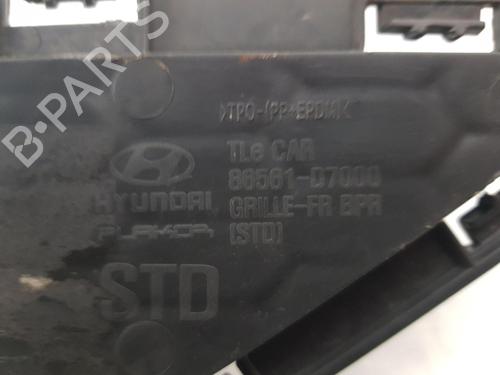 >TPO-(PP+EPDM)<
TLe CAR
86561-D7000
HYUNDAI
GRILLE-FR BPR
PLAKOR
(STD)
STD
B-PARTS